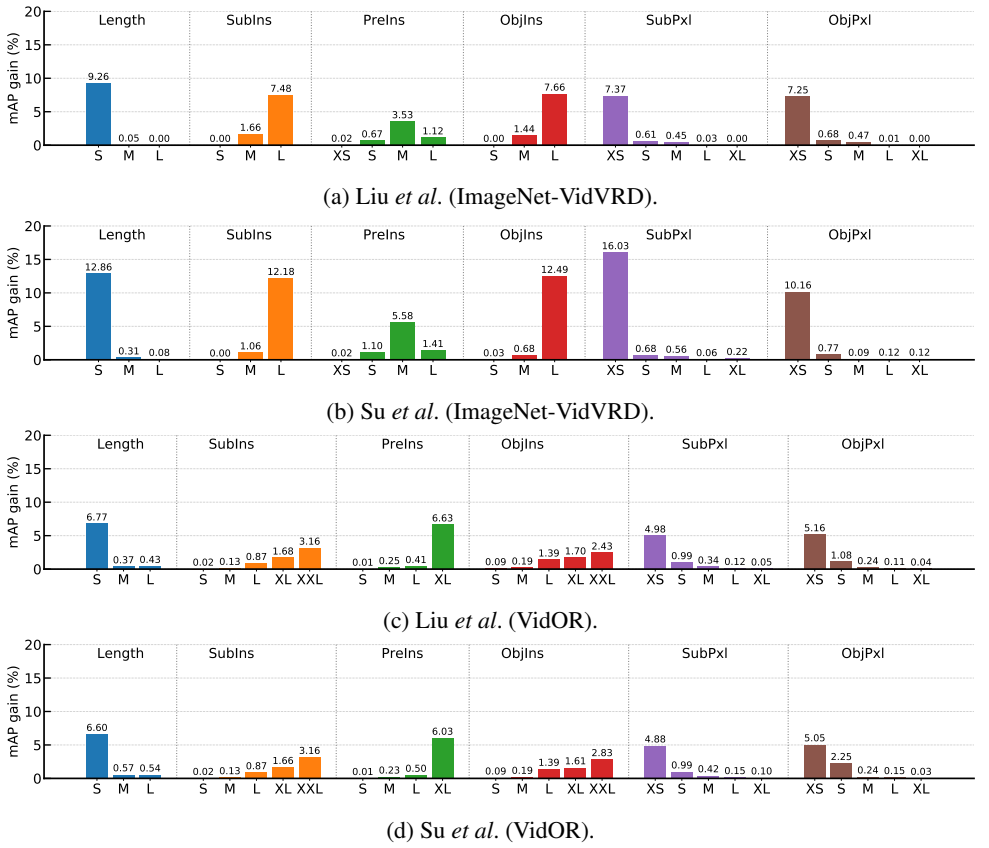 20
Length SubIns PreIns ObjIns SubPxl ObjPxl
15
mAP gain (%)
10
9.26 7.48 7.66 7.37 7.25
5
0.05 0.00 0.00 1.66 0.02 0.67 3.53 1.12 0.00 1.44 0.61 0.45 0.03 0.00 0.68 0.47 0.01 0.00
0
S M L S M L XS S M L S M L XS S M L XL XS S M L XL
(a) Liu et al. (ImageNet-VidVRD).
20
Length SubIns PreIns ObjIns SubPxl ObjPxl
15
mAP gain (%)
10
12.86 12.18 12.49 16.03 10.16
5
0.31 0.08 0.00 1.06 0.02 1.10 5.58 1.41 0.03 0.68 0.68 0.56 0.06 0.22 0.77 0.09 0.12 0.12
0
S M L S M L XS S M L S M L XS S M L XL XS S M L XL
(b) Su et al. (ImageNet-VidVRD).
20
Length SubIns PreIns ObjIns SubPxl ObjPxl
15
mAP gain (%)
10
6.77 6.63
5
0.37 0.43 0.02 0.13 0.87 1.68 3.16 0.01 0.25 0.41 0.09 0.19 1.39 1.70 2.43 4.98 0.99 0.34 0.12 0.05 5.16 1.08 0.24 0.11 0.04
0
S M L S M L XL XXL S M L XL S M L XL XXL XS S M L XL XS S M L XL
(c) Liu et al. (VidOR).
20
Length SubIns PreIns ObjIns SubPxl ObjPxl
15
mAP gain (%)
10
6.60 6.03
5
0.57 0.54 0.02 0.13 0.87 1.66 3.16 0.01 0.23 0.50 0.09 0.19 1.39 1.61 2.83 4.88 0.99 0.42 0.15 0.10 5.05 2.25 0.24 0.15 0.03
0
S M L S M L XL XXL S M L XL S M L XL XXL XS S M L XL XS S M L XL
(d) Su et al. (VidOR).